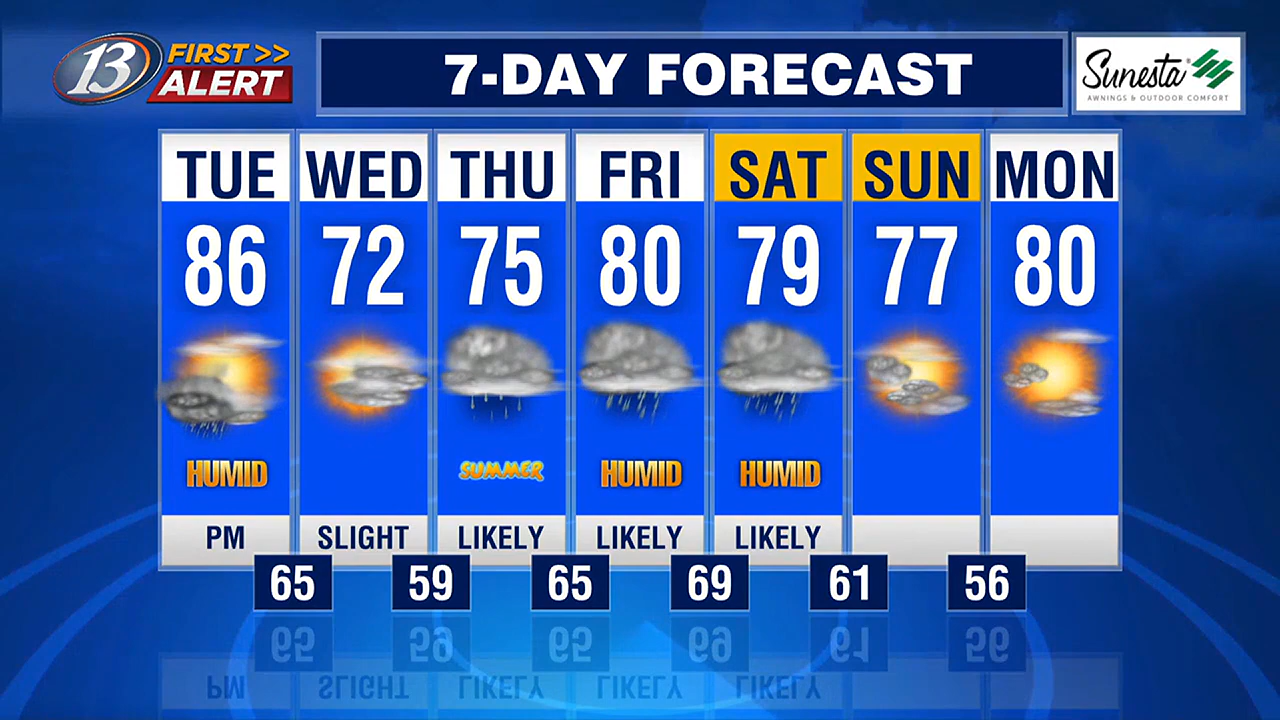 13 FIRST >>
ALERT
7-DAY FORECAST
Sunesta
AWNINGS & OUTDOOR COMFORT
TUE WED THU FRI SAT SUN MON
86 72 75 80 79 77 80
HUMID SUMMER HUMID HUMID
PM SLIGHT LIKELY LIKELY LIKELY
65 59 65 69 61 56